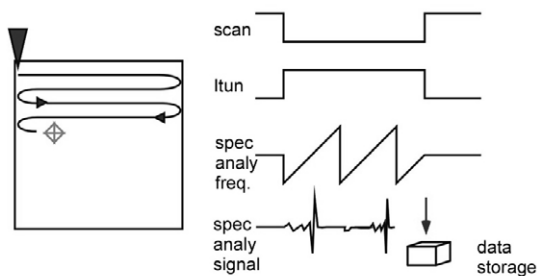 scan
Itun
spec
analy
freq.
spec
analy
signal
data
storage